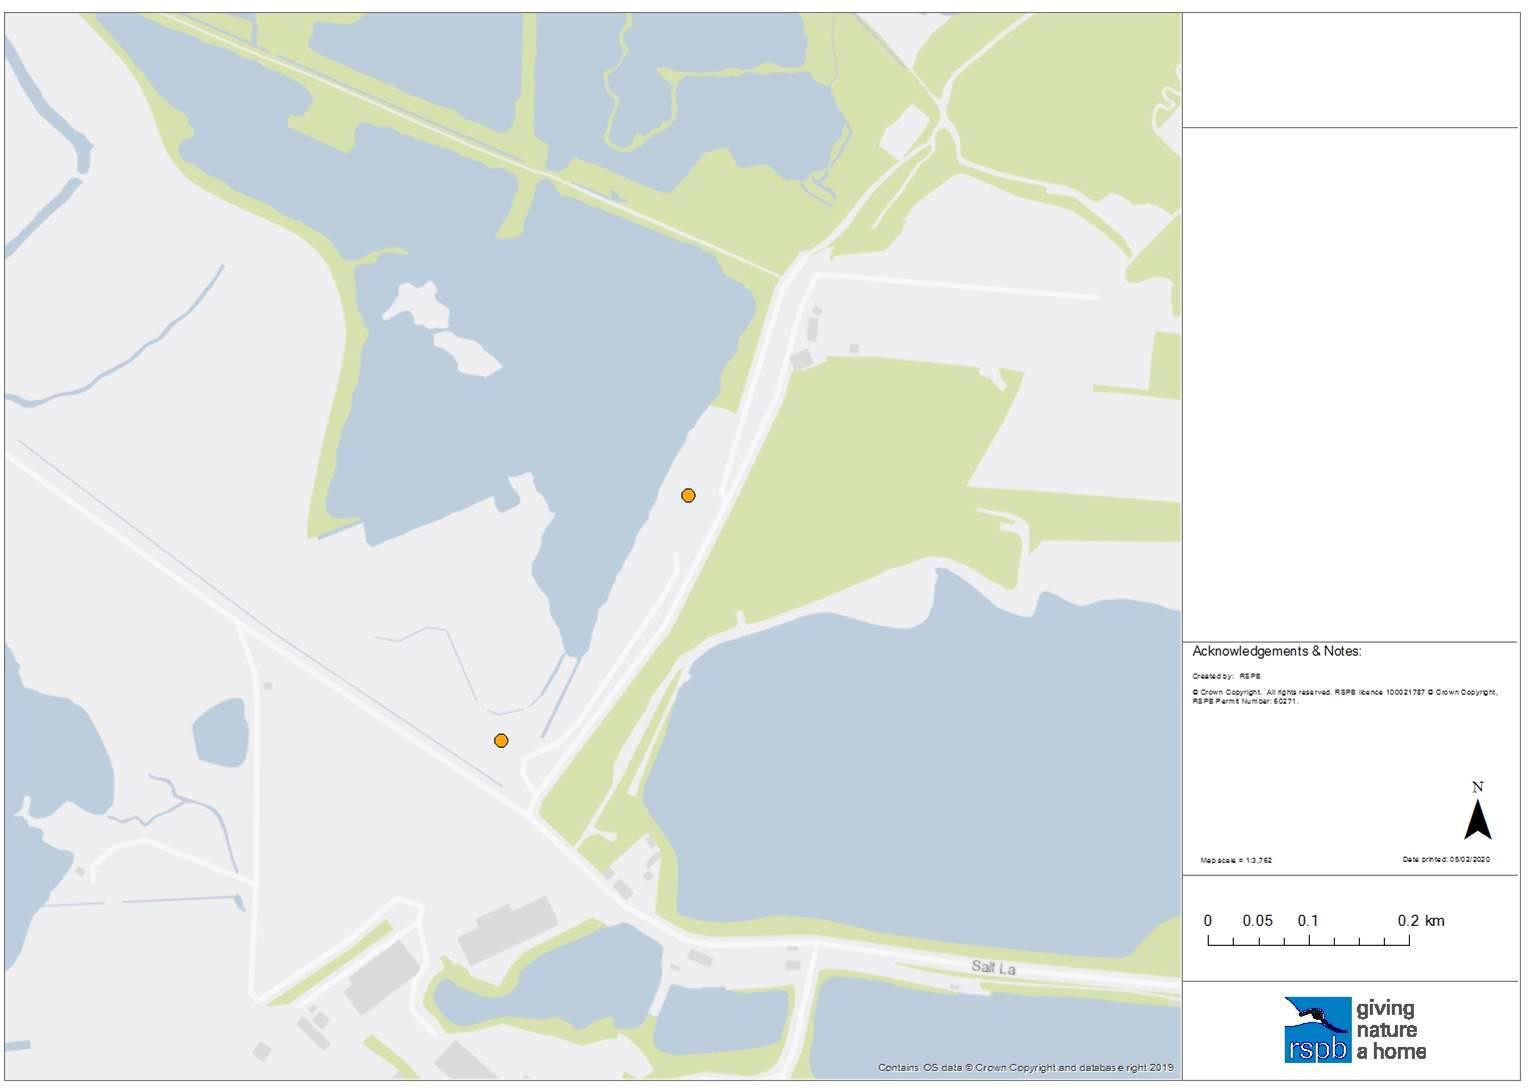 Salt La
Contains OS data © Crown Copyright and database right 2019
Acknowledgements & Notes:
Created by: RSPB
© Crown Copyright. All rights reserved. RSPB licence 100021787 © Crown Copyright,
RSPB Permit Number: 60271.
N
Map scale = 1:3,762
Date printed: 05/02/2020
0 0.05 0.1 0.2 km
rspb
giving
nature
a home